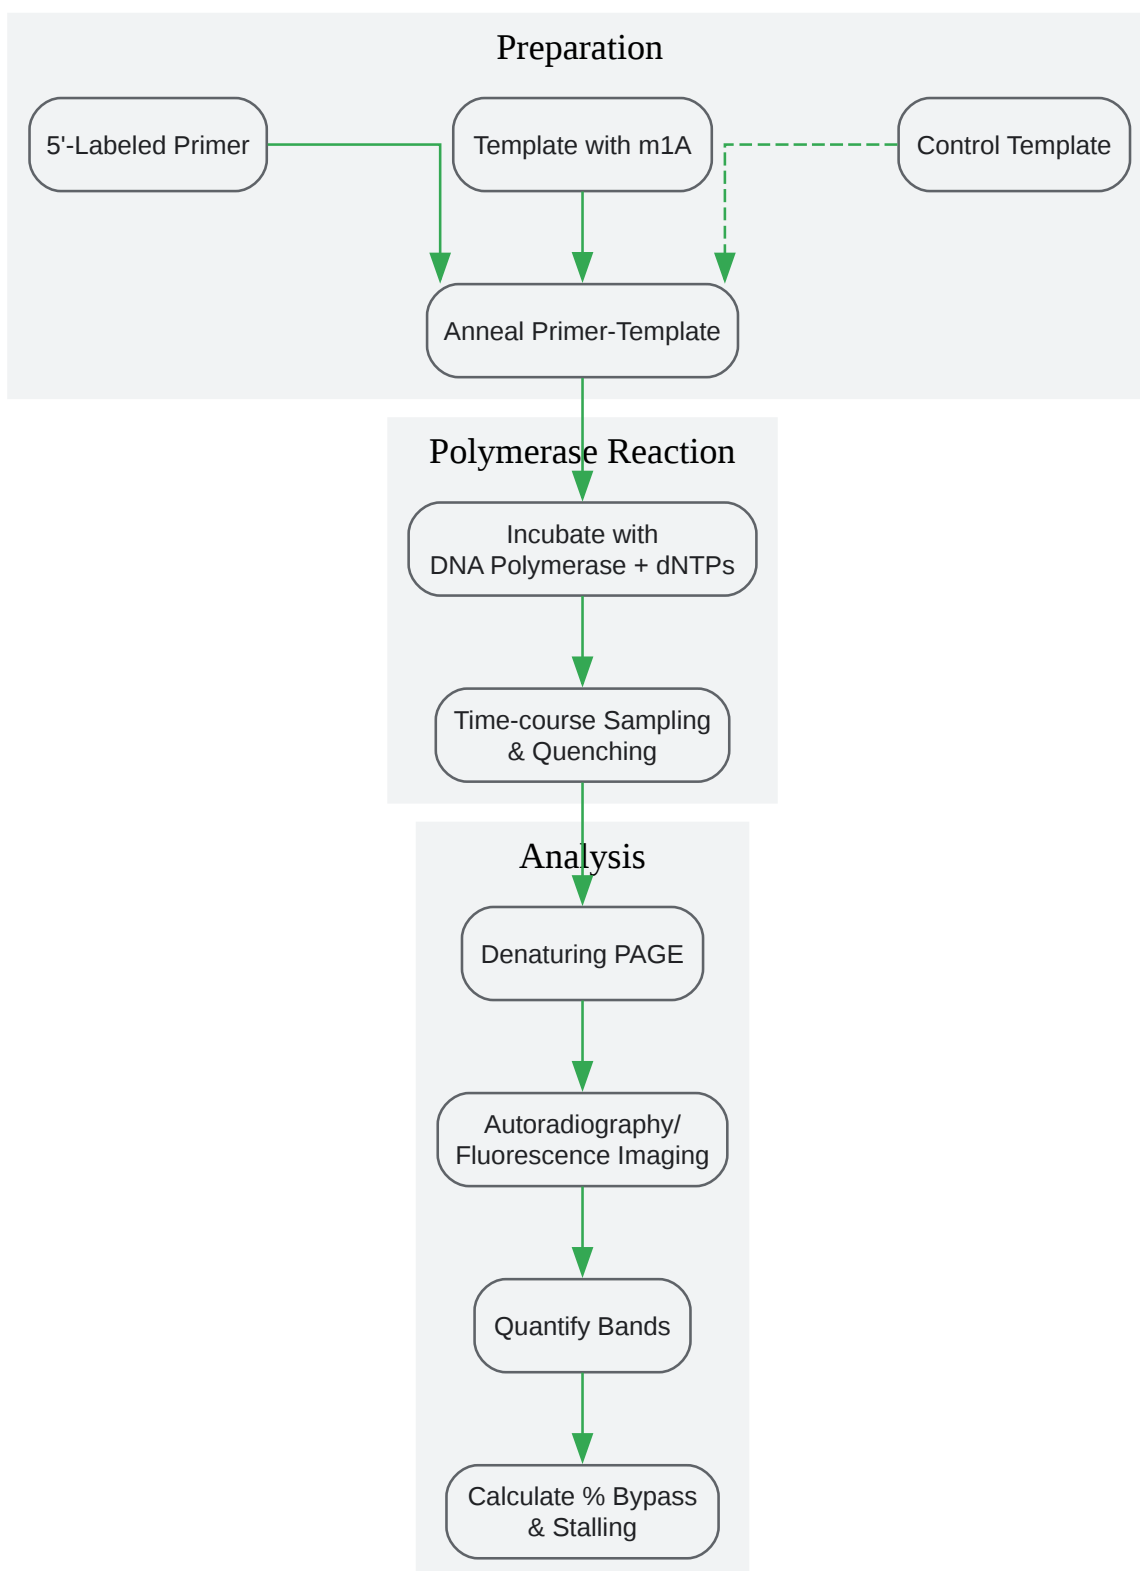 Preparation
5'-Labeled Primer
Template with m1A
Control Template
Anneal Primer-Template
Polymerase Reaction
Incubate with
DNA Polymerase + dNTPs
Time-course Sampling
& Quenching
Analysis
Denaturing PAGE
Autoradiography/
Fluorescence Imaging
Quantify Bands
Calculate % Bypass
& Stalling